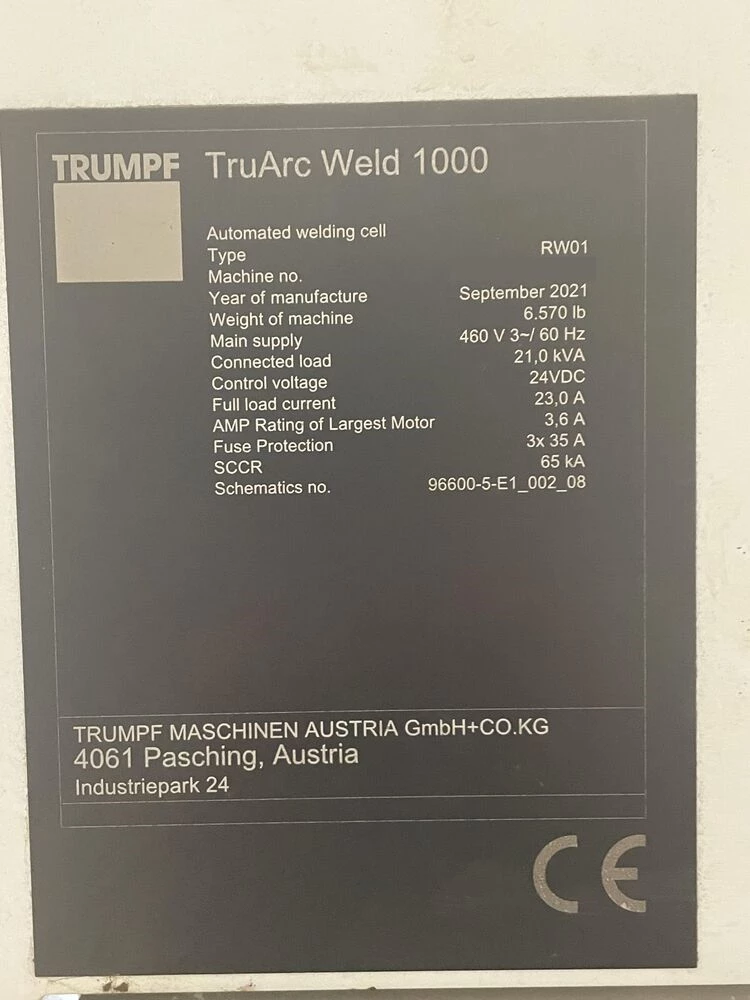 TRUMPF TruArc Weld 1000
Automated welding cell
Type RW01
Machine no.
Year of manufacture September 2021
Weight of machine 6.570 lb
Main supply 460 V 3~/ 60 Hz
Connected load 21,0 kVA
Control voltage 24VDC
Full load current 23,0 A
AMP Rating of Largest Motor 3,6 A
Fuse Protection 3x 35 A
SCCR 65 kA
Schematics no. 96600-5-E1_002_08
TRUMPF MASCHINEN AUSTRIA GmbH+CO.KG
4061 Pasching, Austria
Industriepark 24
CE